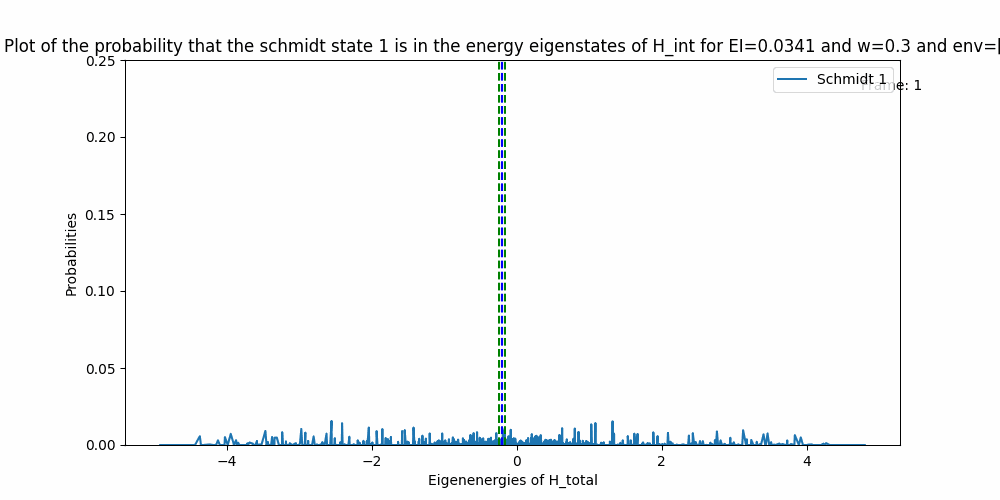 Plot of the probability that the schmidt state 1 is in the energy eigenstates of H_int for EI=0.0341 and w=0.3 and env=[
0.25
Schmidt 1
Frame: 1
0.20
0.15
Probabilities
0.10
0.05
0.00
−4
−2
0
2
4
Eigenenergies of H_total